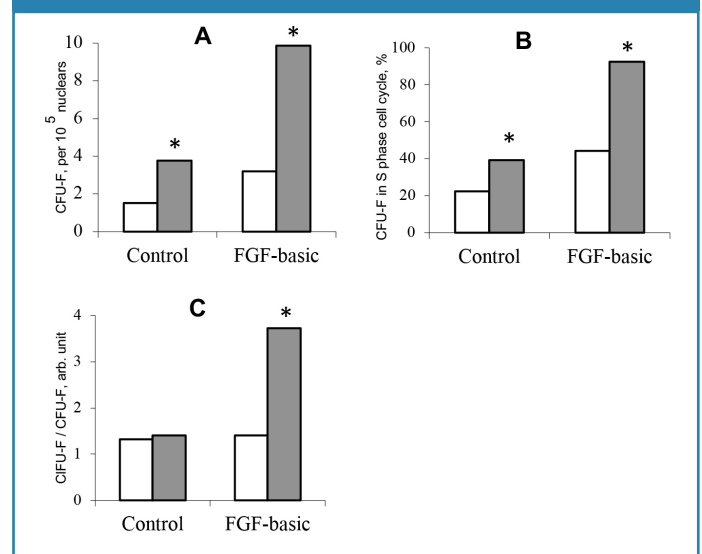 A
CFU-F, per 10 5 nuclears
10
8
6
4
2
0
*
*
Control
FGF-basic
B
CFU-F in S phase cell cycle, %
100
80
60
40
20
0
*
*
Control
FGF-basic
C
ClFU-F / CFU-F, arb. unit
4
3
2
1
0
*
Control
FGF-basic